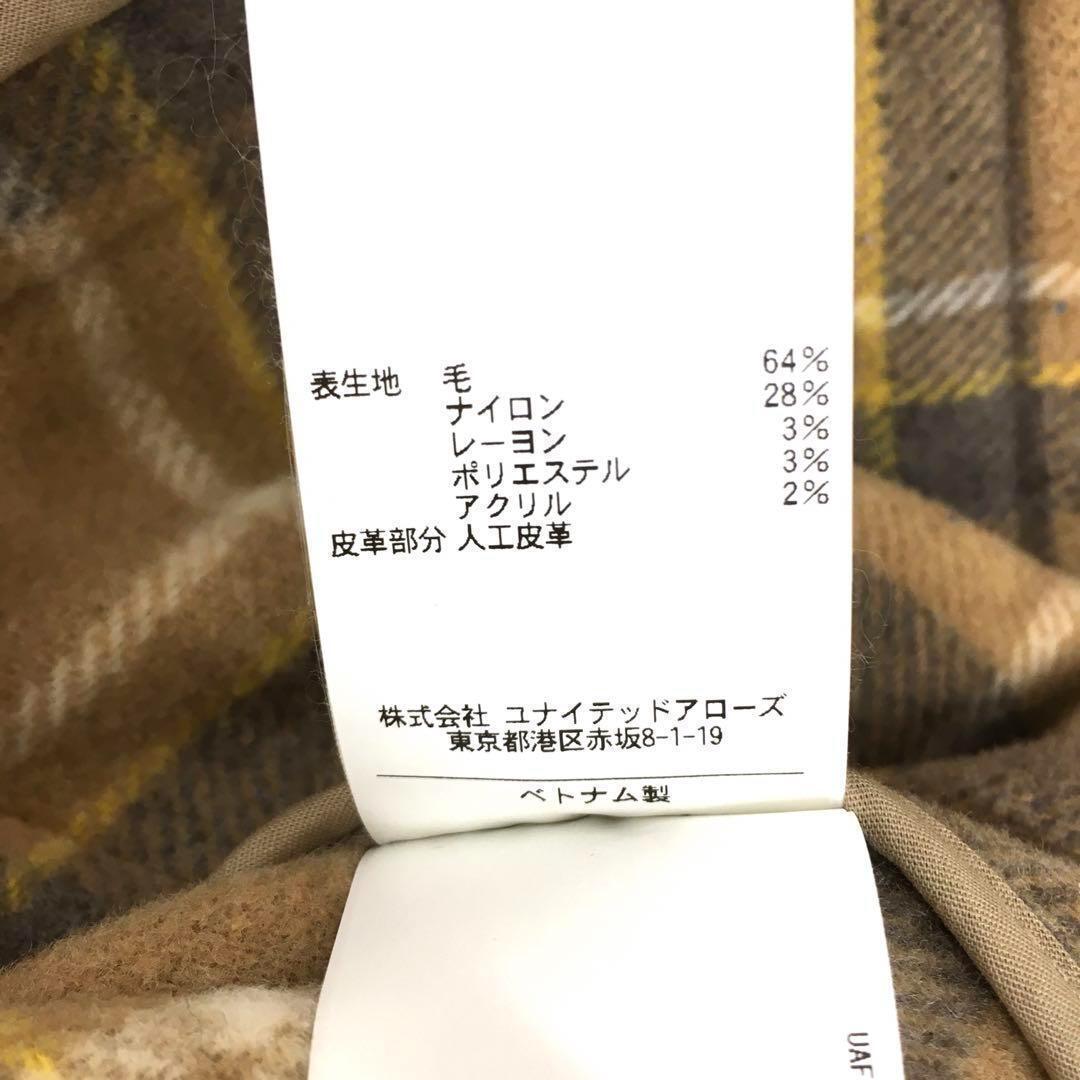 表生地 毛 64%
ナイロン 28%
レーヨン 3%
ポリエステル 3%
アクリル 2%
皮革部分 人工皮革
株式会社 ユナイテッドアローズ
東京都港区赤坂8-1-19
ベトナム製
UAF